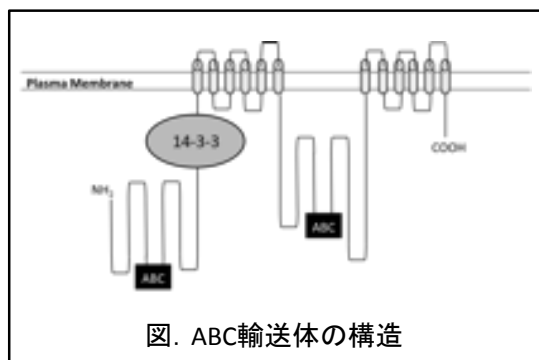 Plasma Membrane
14-3-3
COOH
NH2
ABC
ABC
図. ABC輸送体の構造